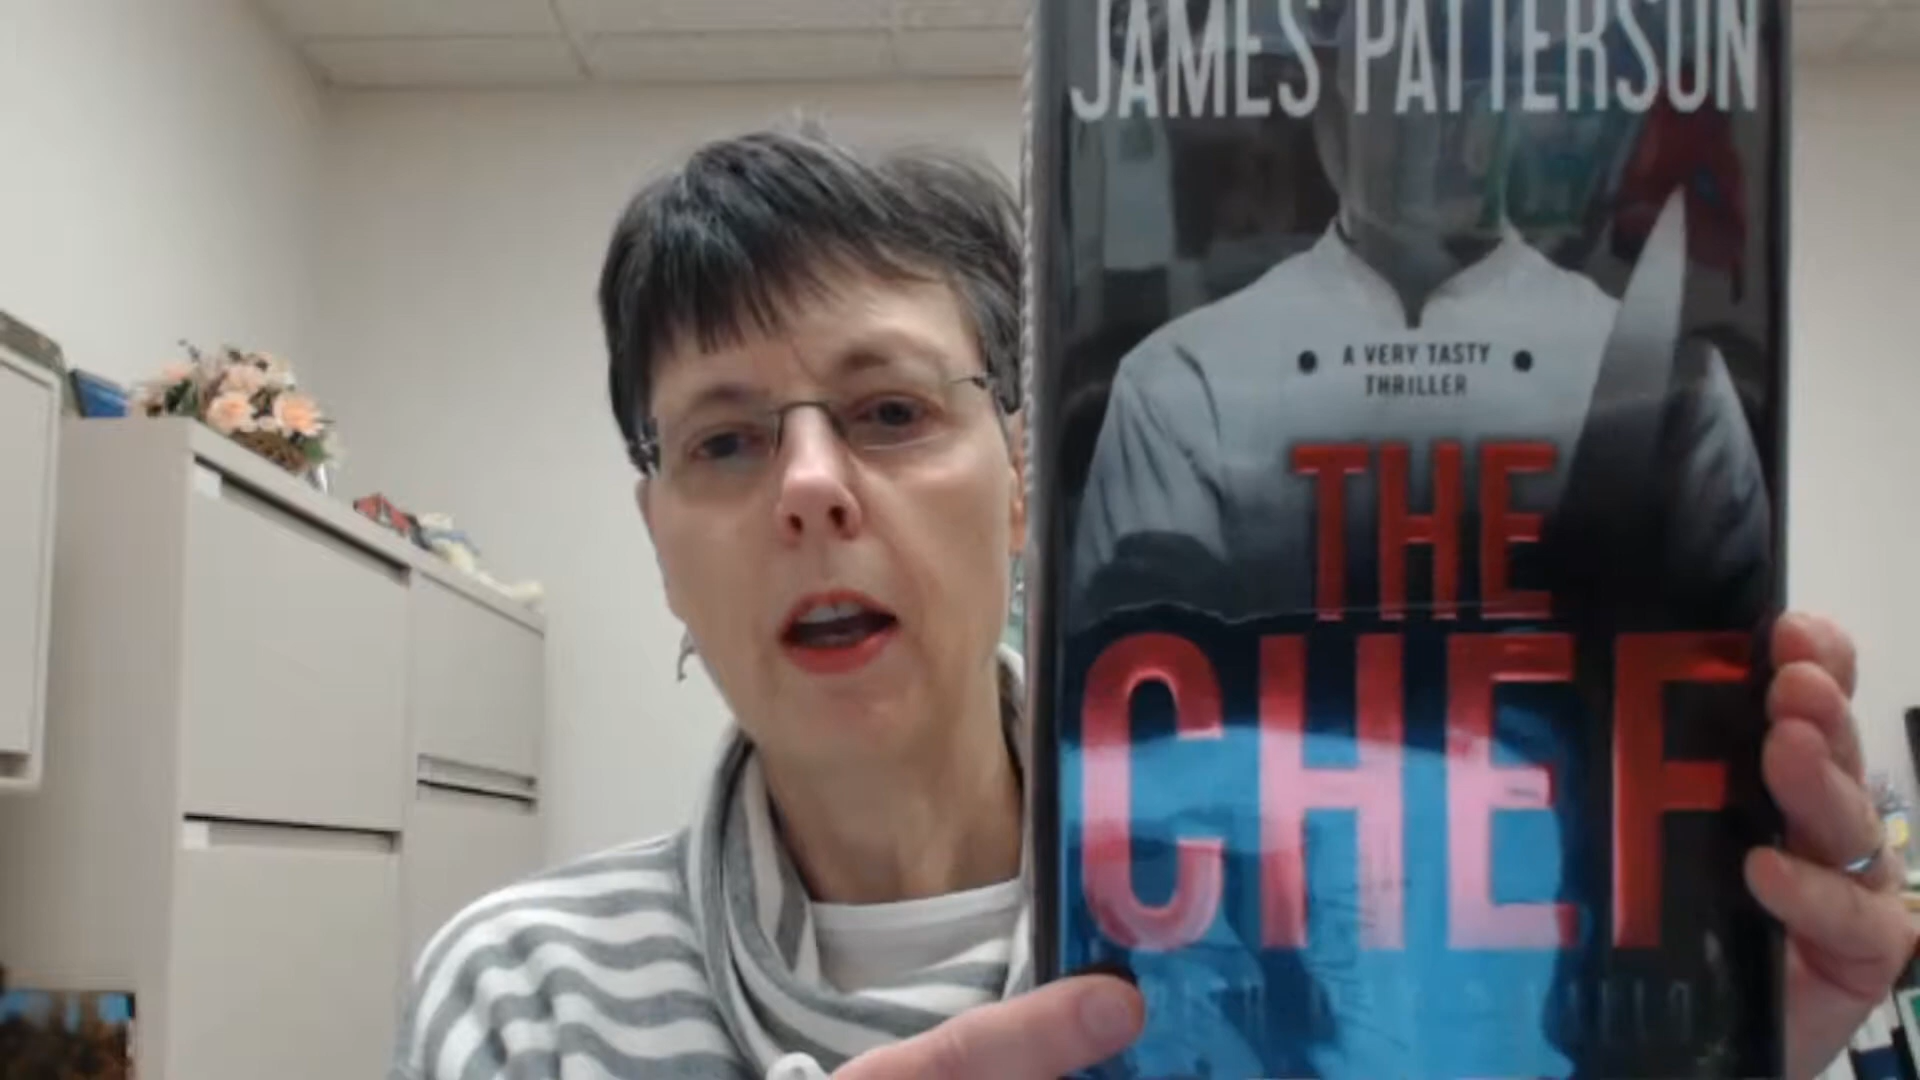 JAMES PATTERSON
A VERY TASTY
THRILLER
THE
CHEF